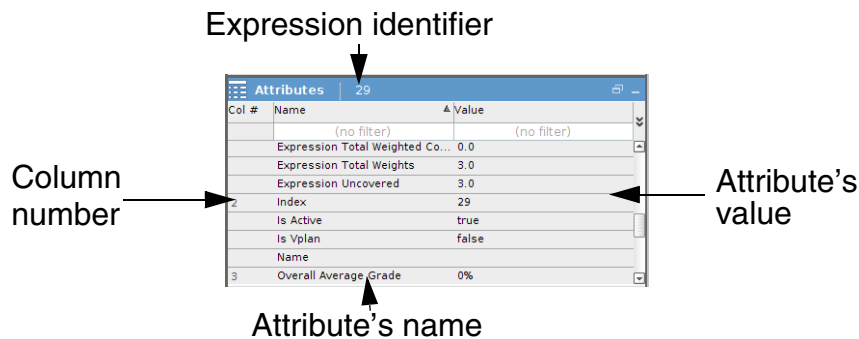 Expression identifier
Attributes 29
Col # Name Value
(no filter) (no filter)
Expression Total Weighted Co... 0.0
Expression Total Weights 3.0
Expression Uncovered 3.0
Column number
2 Index 29
Attribute's value
Is Active true
Is Vplan false
Name
3 Overall Average Grade 0%
Attribute's name